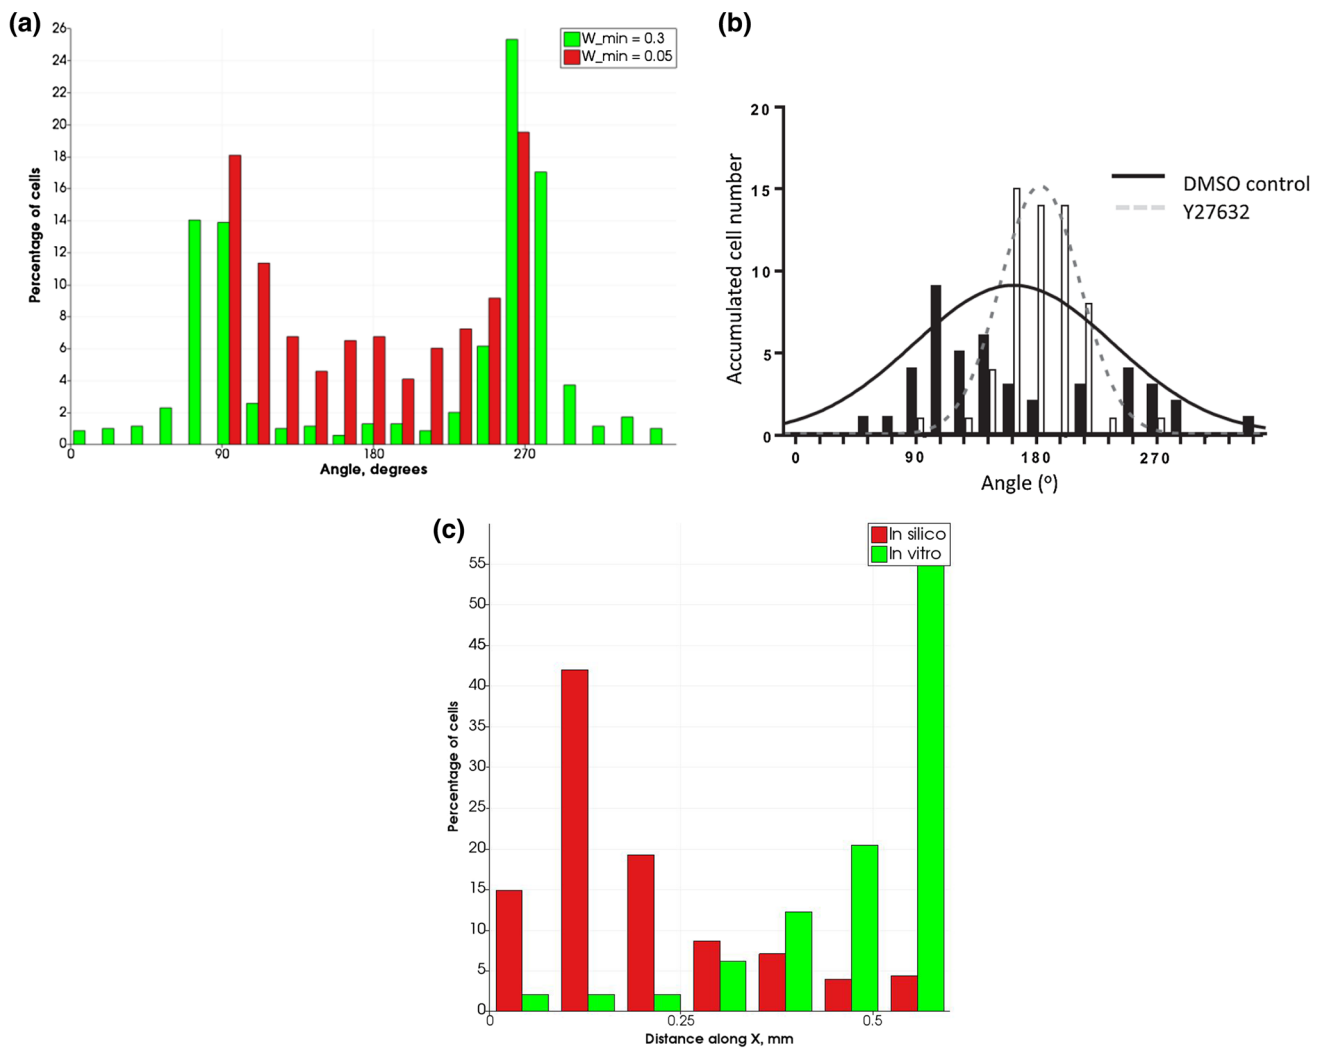 (a)
26
24
22
20
18
16
14
12
10
8
6
4
2
0
Percentage of cells
0 90 180 270
Angle, degrees
W_min = 0.3
W_min = 0.05
(b)
20
15
10
5
0
Accumulated cell number
0 90 180 270
Angle (º)
DMSO control
Y27632
(c)
55
50
45
40
35
30
25
20
15
10
5
0
Percentage of cells
0 0.25 0.5
Distance along X, mm
In silico
In vitro